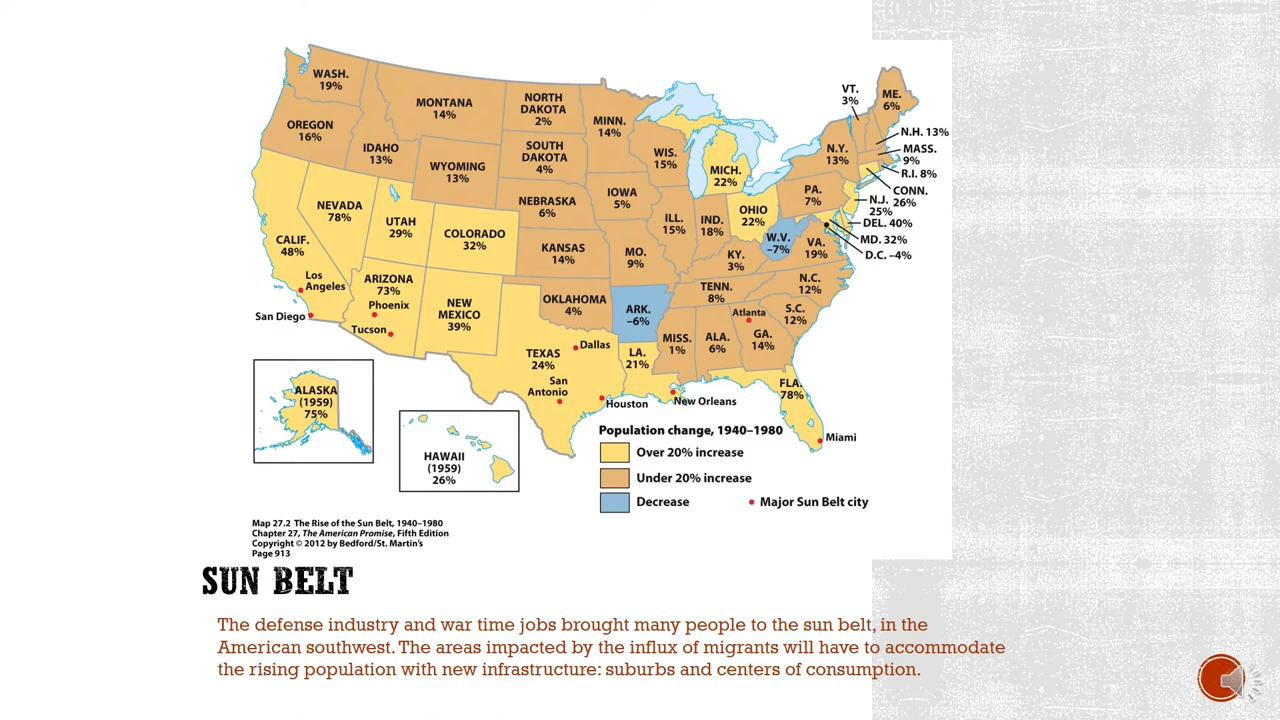 WASH.
19%
MONTANA
14%
NORTH
DAKOTA
2%
MINN.
14%
VT.
3%
ME.
6%
OREGON
16%
IDAHO
13%
WYOMING
13%
SOUTH
DAKOTA
4%
WIS.
15%
MICH.
22%
N.Y.
13%
N.H. 13%
MASS.
9%
R.I. 8%
CONN.
26%
N.J.
25%
DEL. 40%
MD. 32%
D.C. –4%
NEVADA
78%
UTAH
29%
COLORADO
32%
NEBRASKA
6%
IOWA
5%
ILL.
15%
IND.
18%
OHIO
22%
PA.
7%
W.V.
–7%
VA.
19%
CALIF.
48%
KANSAS
14%
MO.
9%
KY.
3%
N.C.
12%
Los
Angeles
San Diego
ARIZONA
73%
Phoenix
Tucson
NEW
MEXICO
39%
OKLAHOMA
4%
ARK.
–6%
TENN.
8%
S.C.
12%
Atlanta
MISS.
1%
ALA.
6%
GA.
14%
TEXAS
24%
Dallas
San
Antonio
Houston
LA.
21%
New Orleans
FLA.
78%
Miami
ALASKA
(1959)
75%
HAWAII
(1959)
26%
Population change, 1940–1980
Over 20% increase
Under 20% increase
Decrease
Major Sun Belt city
Map 27.2 The Rise of the Sun Belt, 1940–1980
Chapter 27, The American Promise, Fifth Edition
Copyright © 2012 by Bedford/St. Martin's
Page 913
SUN BELT
The defense industry and war time jobs brought many people to the sun belt, in the
American southwest. The areas impacted by the influx of migrants will have to accommodate
the rising population with new infrastructure: suburbs and centers of consumption.